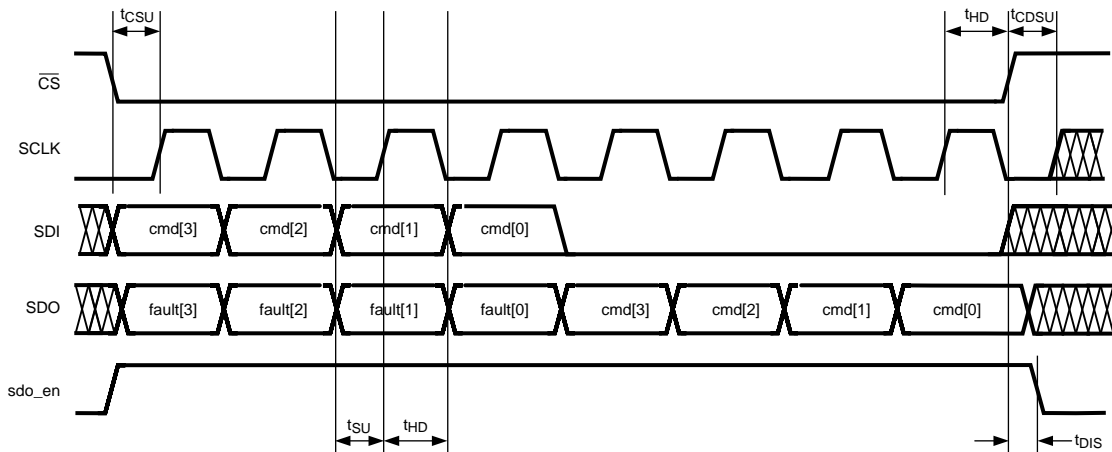 tCSU tHD tCDSU
CS
SCLK
SDI cmd[3] cmd[2] cmd[1] cmd[0]
SDO fault[3] fault[2] fault[1] fault[0] cmd[3] cmd[2] cmd[1] cmd[0]
sdo_en
tSU tHD tDIS